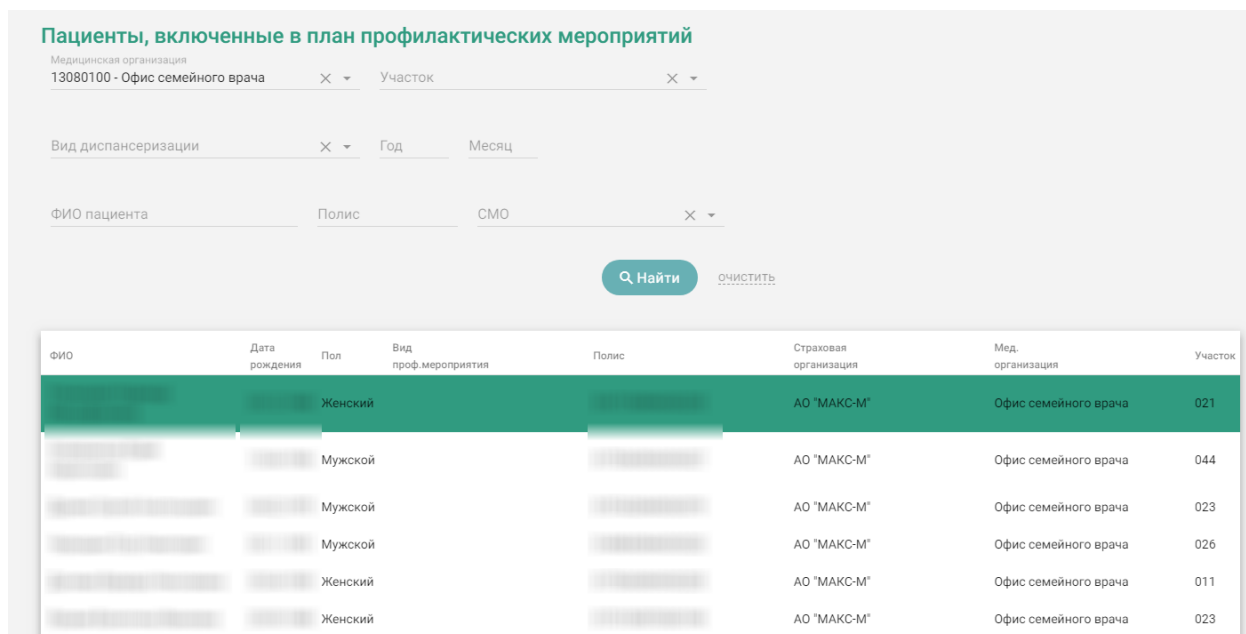 Пациенты, включенные в план профилактических мероприятий
Медицинская организация
13080100 - Офис семейного врача Участок
Вид диспансеризации Год Месяц
ФИО пациента Полис СМО
Найти очистить
ФИО Дата рождения Пол Вид проф.мероприятия Полис Страховая организация Мед. организация Участок
Женский АО "МАКС-М" Офис семейного врача 021
Мужской АО "МАКС-М" Офис семейного врача 044
Мужской АО "МАКС-М" Офис семейного врача 023
Мужской АО "МАКС-М" Офис семейного врача 026
Женский АО "МАКС-М" Офис семейного врача 011
Женский АО "МАКС-М" Офис семейного врача 023